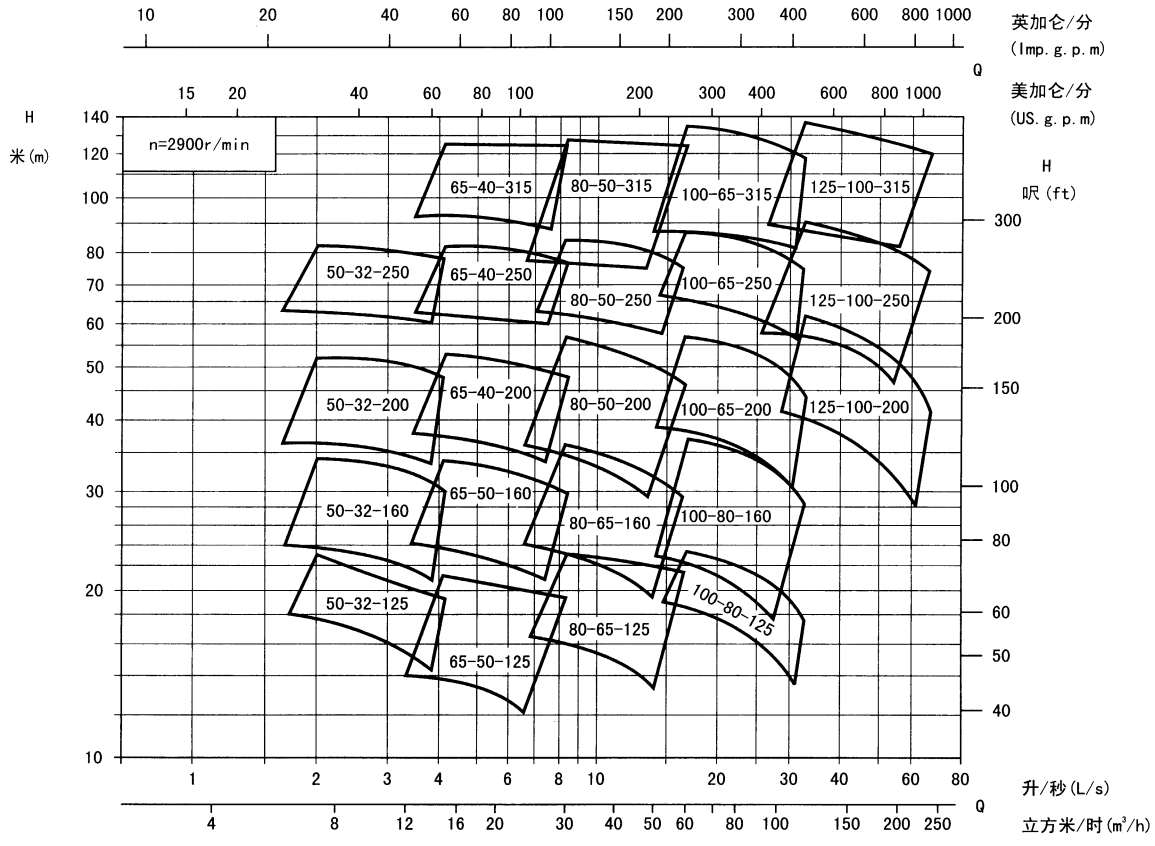 10 20 40 60 80 100 150 200 300 400 600 800 1000 英加仑/分
(Imp.g.p.m)
Q
15 20 40 60 80 100 200 300 400 600 800 1000 美加仑/分
(US.g.p.m)
H
米(m)
H
呎(ft)
n=2900r/min
140
120
100
80
70
60
50
40
30
20
10
300
200
150
100
80
60
50
40
65-40-315 80-50-315 100-65-315 125-100-315
50-32-250 65-40-250 80-50-250 100-65-250 125-100-250
50-32-200 65-40-200 80-50-200 100-65-200 125-100-200
50-32-160 65-50-160 80-65-160 100-80-160
50-32-125 65-50-125 80-65-125 100-80-125
1 2 3 4 6 8 10 20 30 40 60 80 升/秒(L/s)
Q
4 8 12 16 20 30 40 50 60 80 100 150 200 250 立方米/时(m³/h)